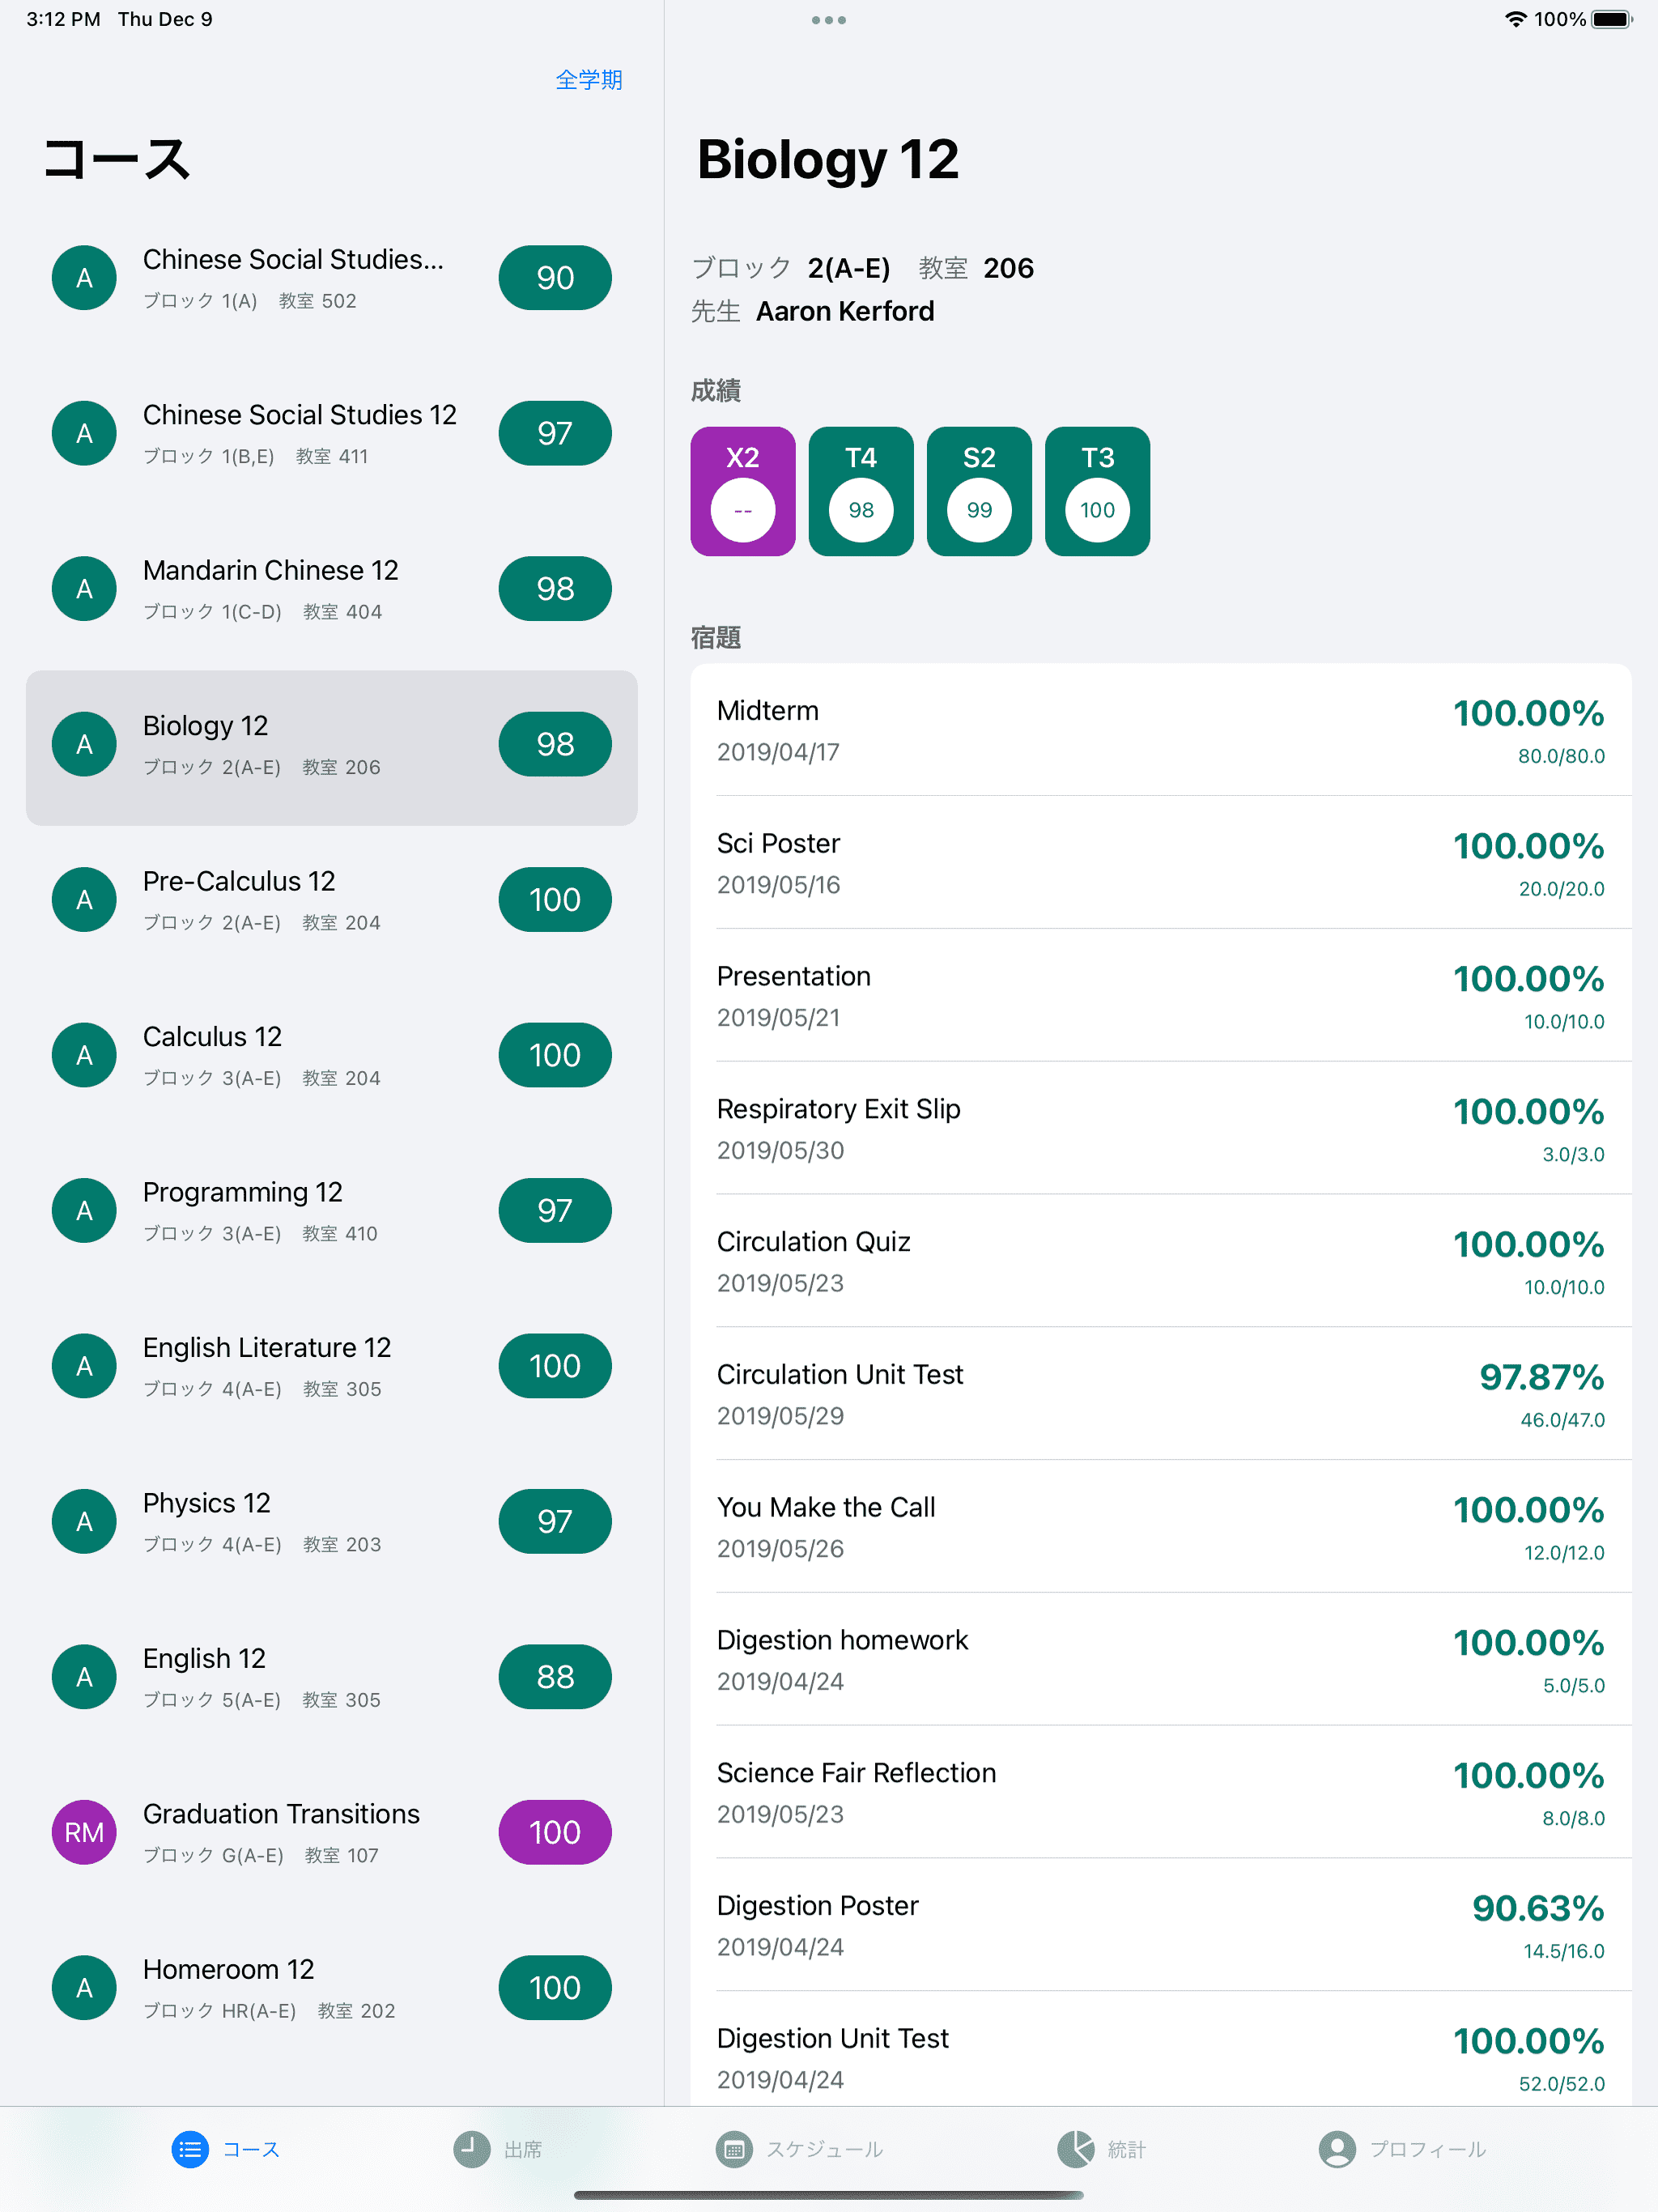 3:12 PM Thu Dec 9
100%
全学期
コース
A Chinese Social Studies... 90
ブロック 1(A) 教室 502
A Chinese Social Studies 12 97
ブロック 1(B,E) 教室 411
A Mandarin Chinese 12 98
ブロック 1(C-D) 教室 404
A Biology 12 98
ブロック 2(A-E) 教室 206
A Pre-Calculus 12 100
ブロック 2(A-E) 教室 204
A Calculus 12 100
ブロック 3(A-E) 教室 204
A Programming 12 97
ブロック 3(A-E) 教室 410
A English Literature 12 100
ブロック 4(A-E) 教室 305
A Physics 12 97
ブロック 4(A-E) 教室 203
A English 12 88
ブロック 5(A-E) 教室 305
RM Graduation Transitions 100
ブロック G(A-E) 教室 107
A Homeroom 12 100
ブロック HR(A-E) 教室 202
Biology 12
ブロック 2(A-E) 教室 206
先生 Aaron Kerford
成績
X2 T4 S2 T3
-- 98 99 100
宿題
Midterm 100.00%
2019/04/17 80.0/80.0
Sci Poster 100.00%
2019/05/16 20.0/20.0
Presentation 100.00%
2019/05/21 10.0/10.0
Respiratory Exit Slip 100.00%
2019/05/30 3.0/3.0
Circulation Quiz 100.00%
2019/05/23 10.0/10.0
Circulation Unit Test 97.87%
2019/05/29 46.0/47.0
You Make the Call 100.00%
2019/05/26 12.0/12.0
Digestion homework 100.00%
2019/04/24 5.0/5.0
Science Fair Reflection 100.00%
2019/05/23 8.0/8.0
Digestion Poster 90.63%
2019/04/24 14.5/16.0
Digestion Unit Test 100.00%
2019/04/24 52.0/52.0
コース 出席 スケジュール 統計 プロフィール